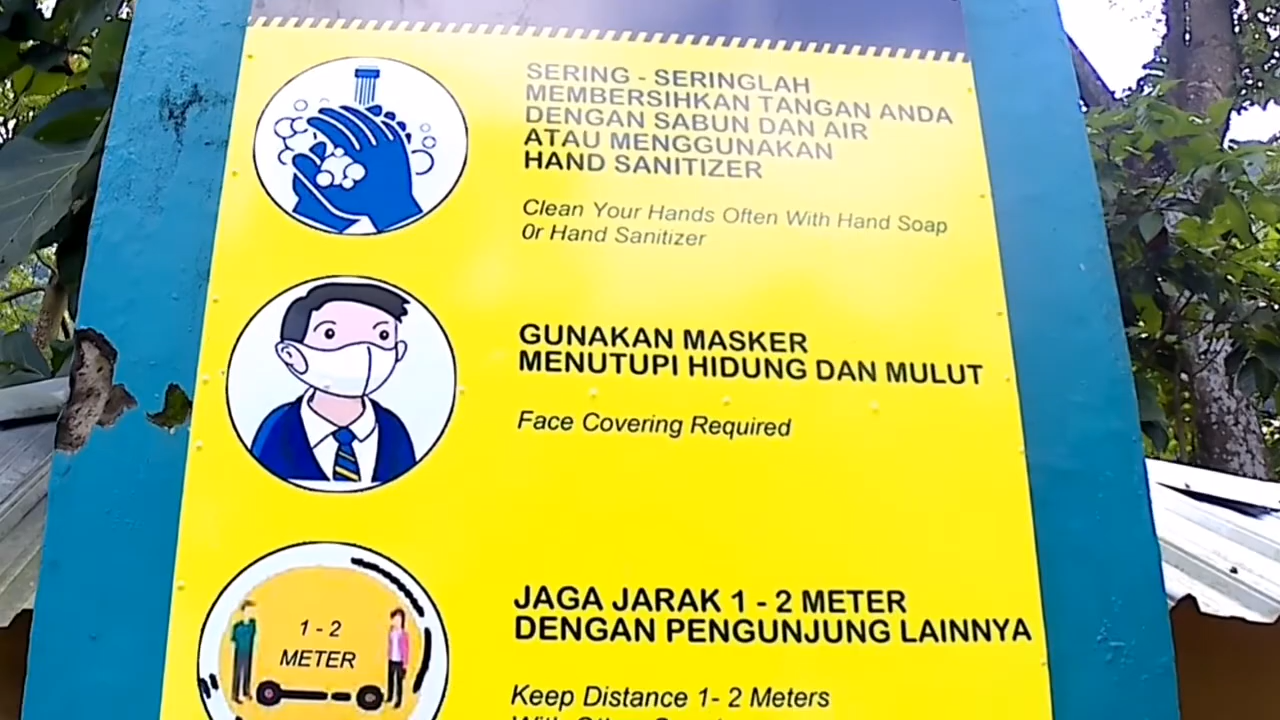 SERING - SERINGLAH
MEMBERSIHKAN TANGAN ANDA
DENGAN SABUN DAN AIR
ATAU MENGGUNAKAN
HAND SANITIZER
Clean Your Hands Often With Hand Soap
0r Hand Sanitizer
GUNAKAN MASKER
MENUTUPI HIDUNG DAN MULUT
Face Covering Required
1 - 2
METER
JAGA JARAK 1 - 2 METER
DENGAN PENGUNJUNG LAINNYA
Keep Distance 1- 2 Meters